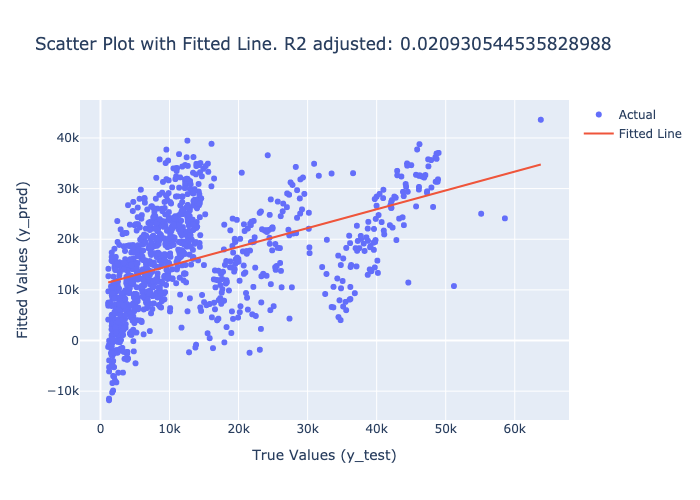 Scatter Plot with Fitted Line. R2 adjusted: 0.020930544535828988
Actual
Fitted Line
40k
30k
20k
10k
0
−10k
Fitted Values (y_pred)
0
10k
20k
30k
40k
50k
60k
True Values (y_test)